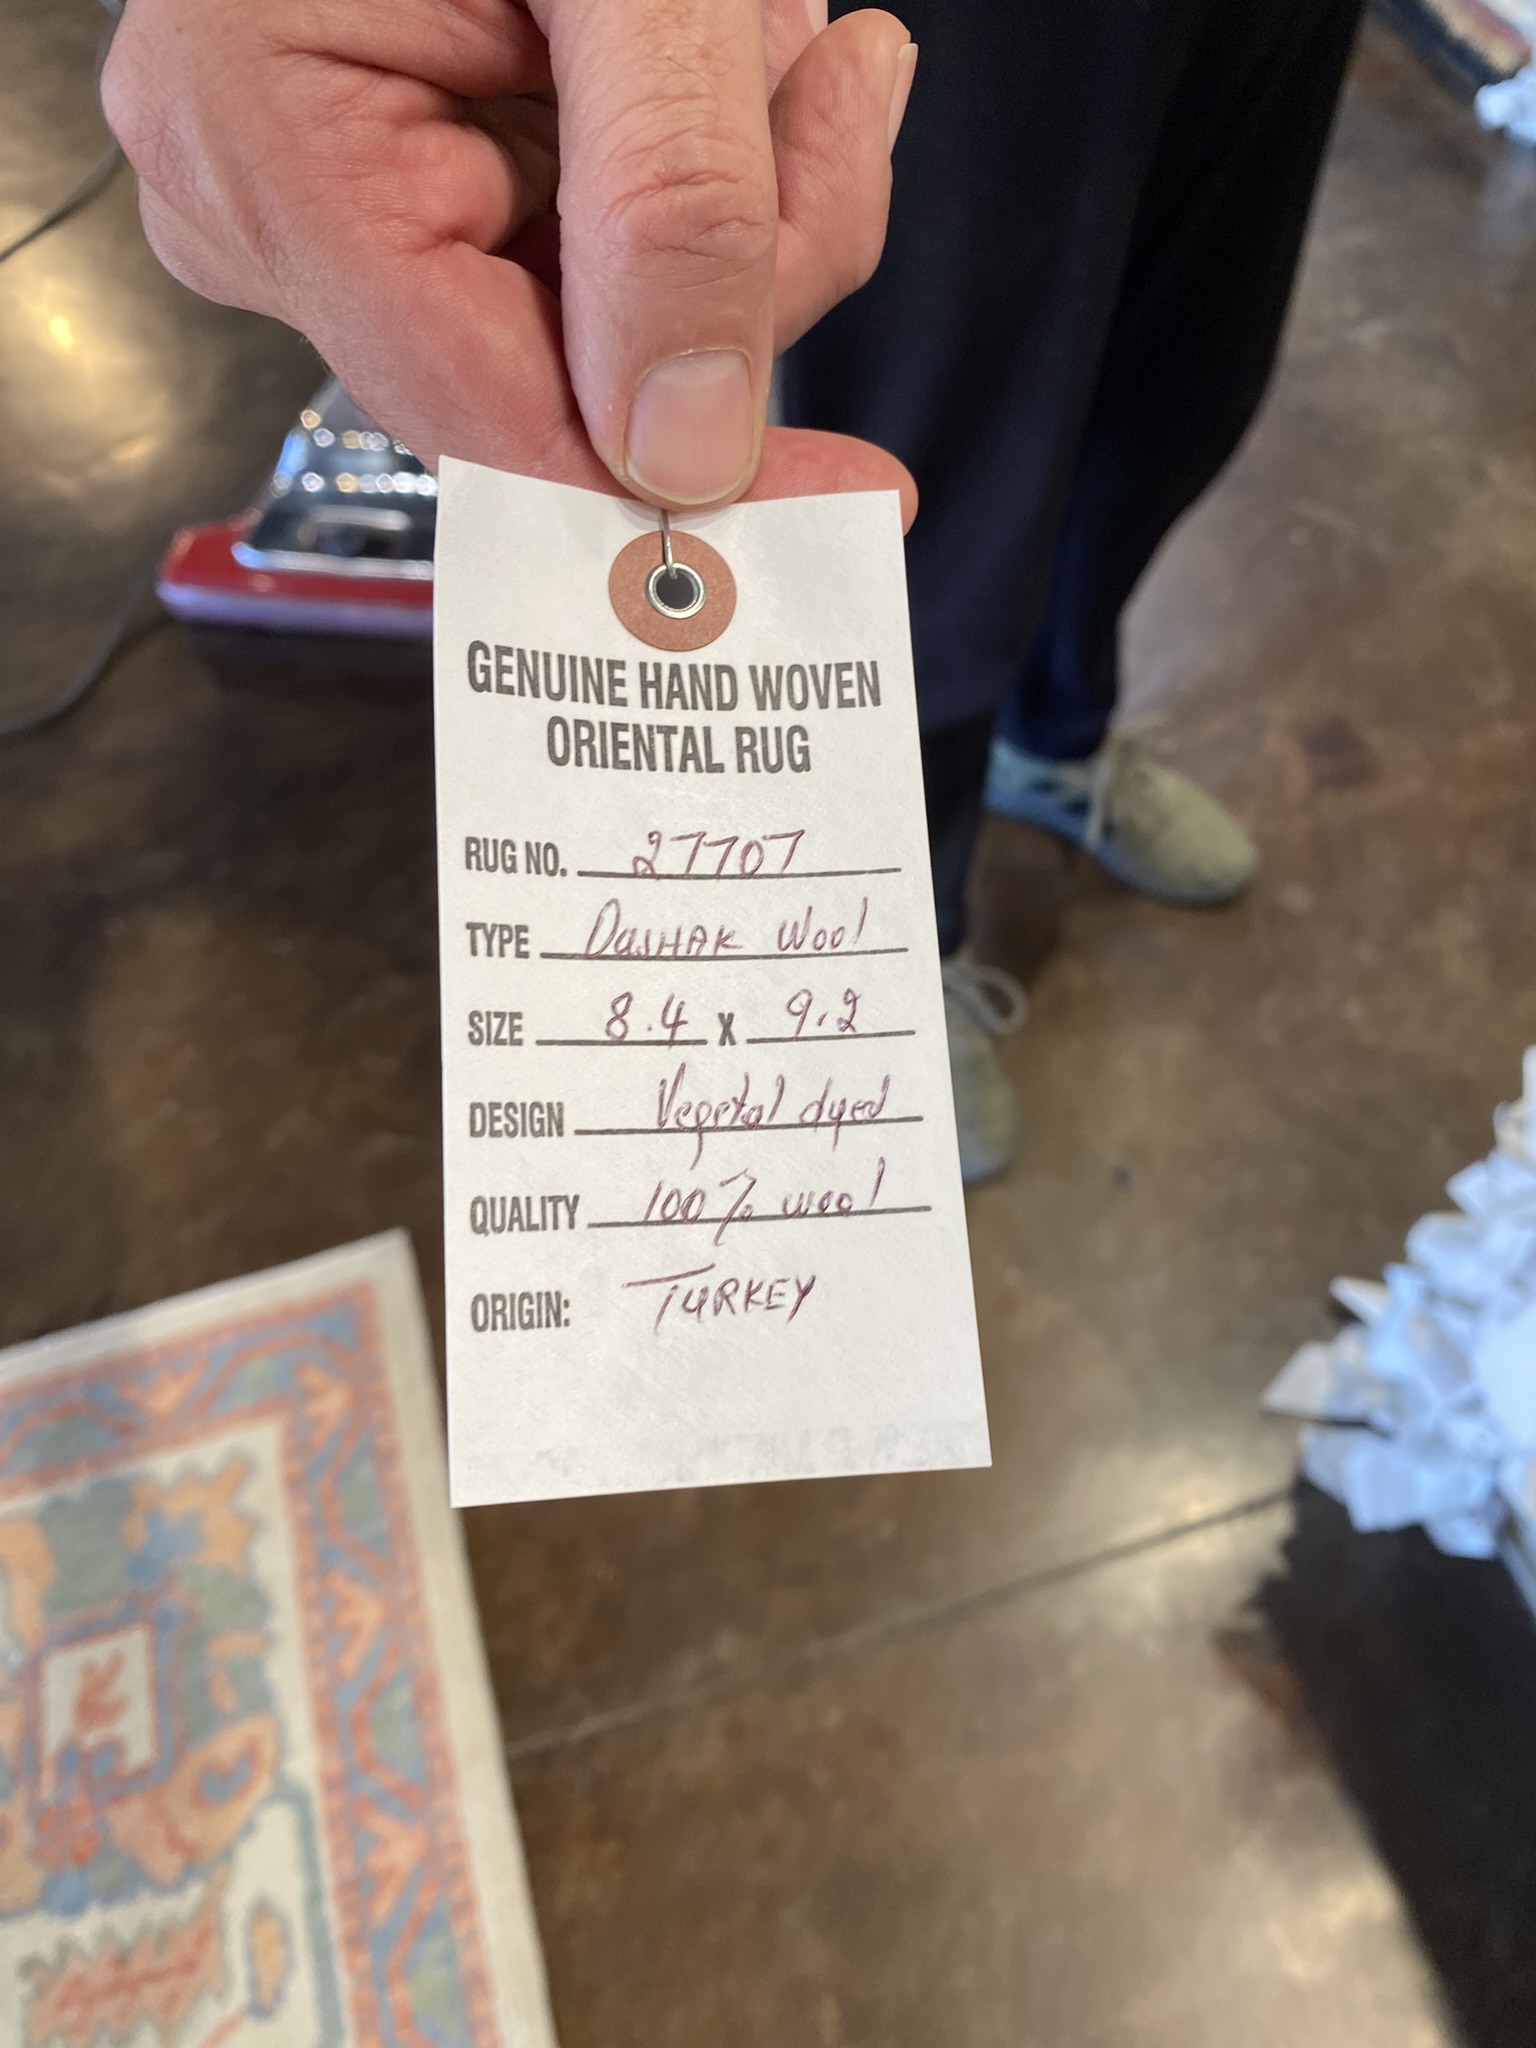 GENUINE HAND WOVEN
ORIENTAL RUG
RUG NO. 27707
TYPE DASHAK Wool
SIZE 8.4 X 9.2
DESIGN Vegetal dyed
QUALITY 100% wool
ORIGIN: TURKEY